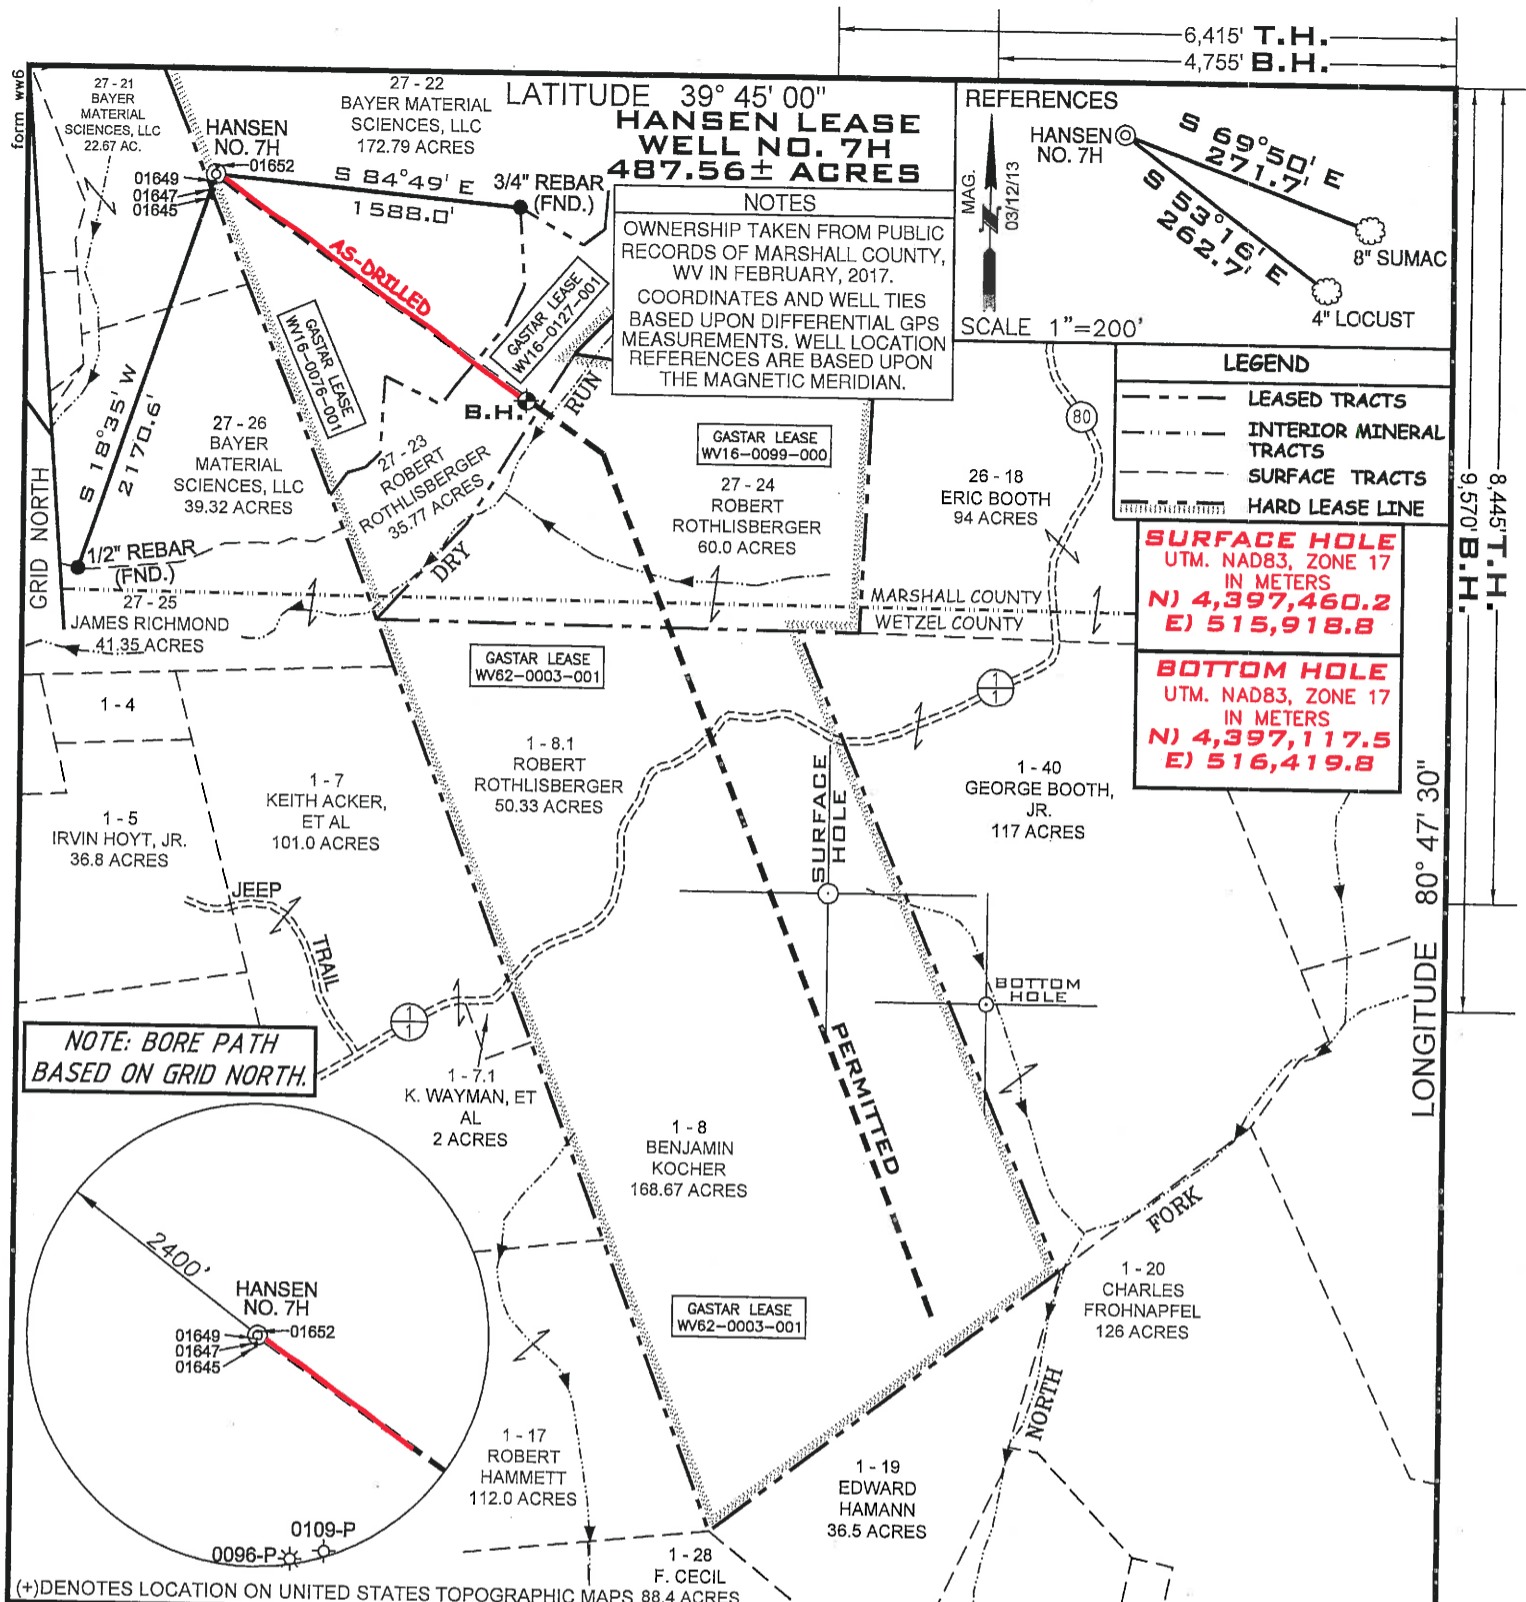 6,415' T.H.
4,755' B.H.
form ww6
27 - 21
BAYER
MATERIAL
SCIENCES, LLC
22.67 AC.
27 - 22
BAYER MATERIAL
SCIENCES, LLC
172.79 ACRES
LATITUDE 39° 45' 00"
HANSEN LEASE
WELL NO. 7H
487.56± ACRES
HANSEN
NO. 7H
01652
01649
01647
01645
S 84°49' E
1588.0'
3/4" REBAR
(FND.)
AS-DRILLED
NOTES
OWNERSHIP TAKEN FROM PUBLIC
RECORDS OF MARSHALL COUNTY,
WV IN FEBRUARY, 2017.
COORDINATES AND WELL TIES
BASED UPON DIFFERENTIAL GPS
MEASUREMENTS. WELL LOCATION
REFERENCES ARE BASED UPON
THE MAGNETIC MERIDIAN.
REFERENCES
MAG.
N
03/12/13
HANSEN
NO. 7H
S 69°50' E
271.7'
S 53°16' E
262.7'
8" SUMAC
4" LOCUST
SCALE 1"=200'
LEGEND
LEASED TRACTS
INTERIOR MINERAL
TRACTS
SURFACE TRACTS
HARD LEASE LINE
8,445' T.H.
9,570' B.H.
GASTAR LEASE
WV16-0127-001
GASTAR LEASE
WV16-0076-001
RUN
B.H.
S 18°35' W
2170.6'
27 - 26
BAYER
MATERIAL
SCIENCES, LLC
39.32 ACRES
27 - 23
ROBERT
ROTHLISBERGER
35.77 ACRES
DRY
GASTAR LEASE
WV16-0099-000
27 - 24
ROBERT
ROTHLISBERGER
60.0 ACRES
80
26 - 18
ERIC BOOTH
94 ACRES
GRID NORTH
1/2" REBAR
(FND.)
27 - 25
JAMES RICHMOND
41.35 ACRES
MARSHALL COUNTY
WETZEL COUNTY
SURFACE HOLE
UTM. NAD83, ZONE 17
IN METERS
N) 4,397,460.2
E) 515,918.8
BOTTOM HOLE
UTM. NAD83, ZONE 17
IN METERS
N) 4,397,117.5
E) 516,419.8
GASTAR LEASE
WV62-0003-001
1
1
1 - 4
1 - 5
IRVIN HOYT, JR.
36.8 ACRES
1 - 7
KEITH ACKER,
ET AL
101.0 ACRES
1 - 8.1
ROBERT
ROTHLISBERGER
50.33 ACRES
SURFACE
HOLE
1 - 40
GEORGE BOOTH,
JR.
117 ACRES
LONGITUDE 80° 47' 30"
JEEP
TRAIL
BOTTOM
HOLE
1
1
NOTE: BORE PATH
BASED ON GRID NORTH.
1 - 7.1
K. WAYMAN, ET
AL
2 ACRES
PERMITTED
1 - 8
BENJAMIN
KOCHER
168.67 ACRES
FORK
2400'
HANSEN
NO. 7H
01652
01649
01647
01645
GASTAR LEASE
WV62-0003-001
1 - 20
CHARLES
FROHNAPFEL
126 ACRES
NORTH
1 - 17
ROBERT
HAMMETT
112.0 ACRES
1 - 19
EDWARD
HAMANN
36.5 ACRES
0109-P
0096-P
1 - 28
F. CECIL
88.4 ACRES
(+)DENOTES LOCATION ON UNITED STATES TOPOGRAPHIC MAPS